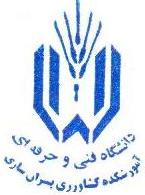 دانشگاه فنی و حرفه ای
آموزشکده کشاورزی پسران ساری